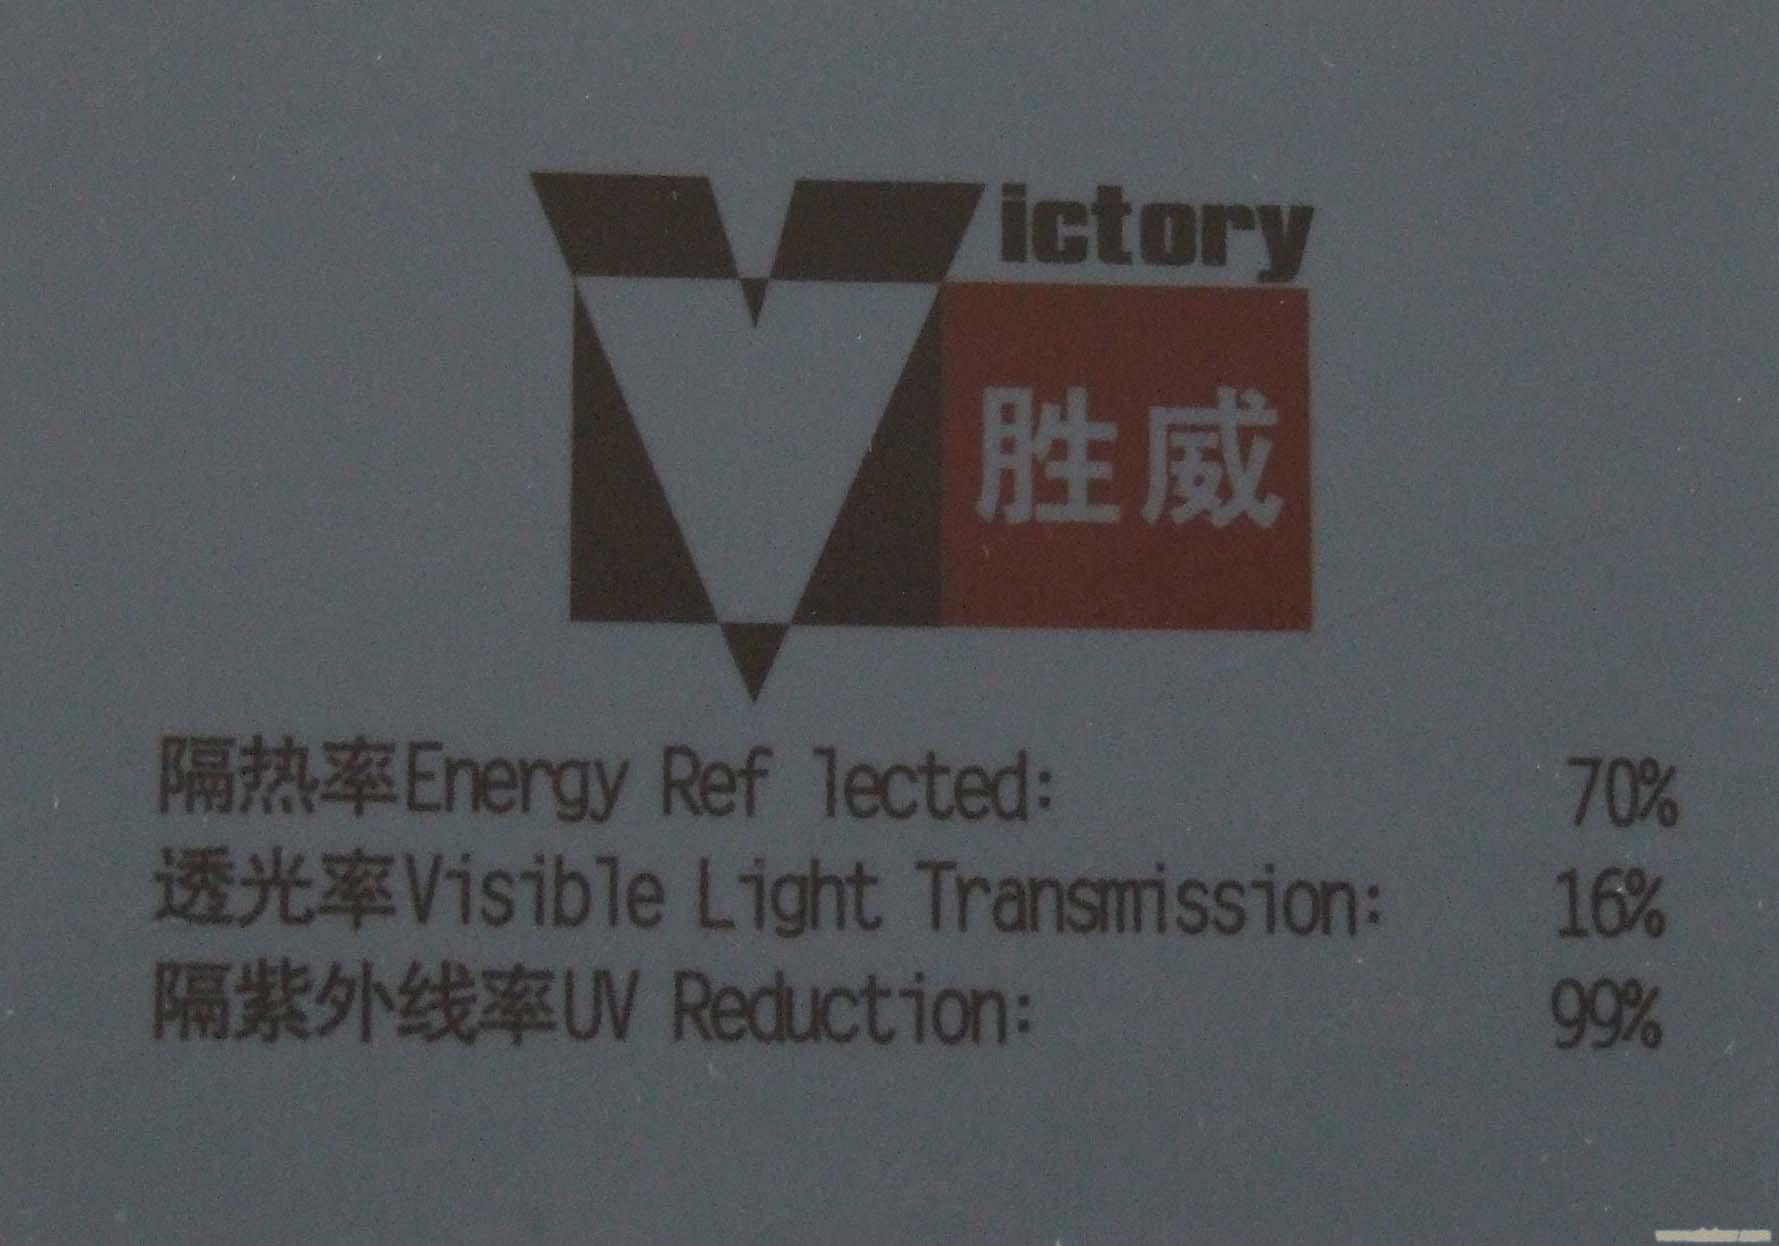 Victory
胜威
隔热率Energy Ref lected: 70%
透光率Visible Light Transmission: 16%
隔紫外线率UV Reduction: 99%